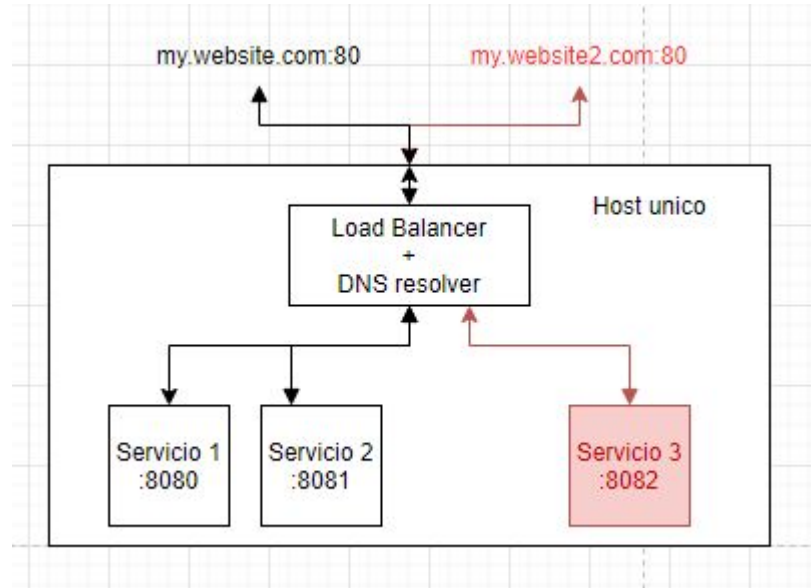 my.website.com:80
my.website2.com:80
Host unico
Load Balancer
+
DNS resolver
Servicio 1
:8080
Servicio 2
:8081
Servicio 3
:8082